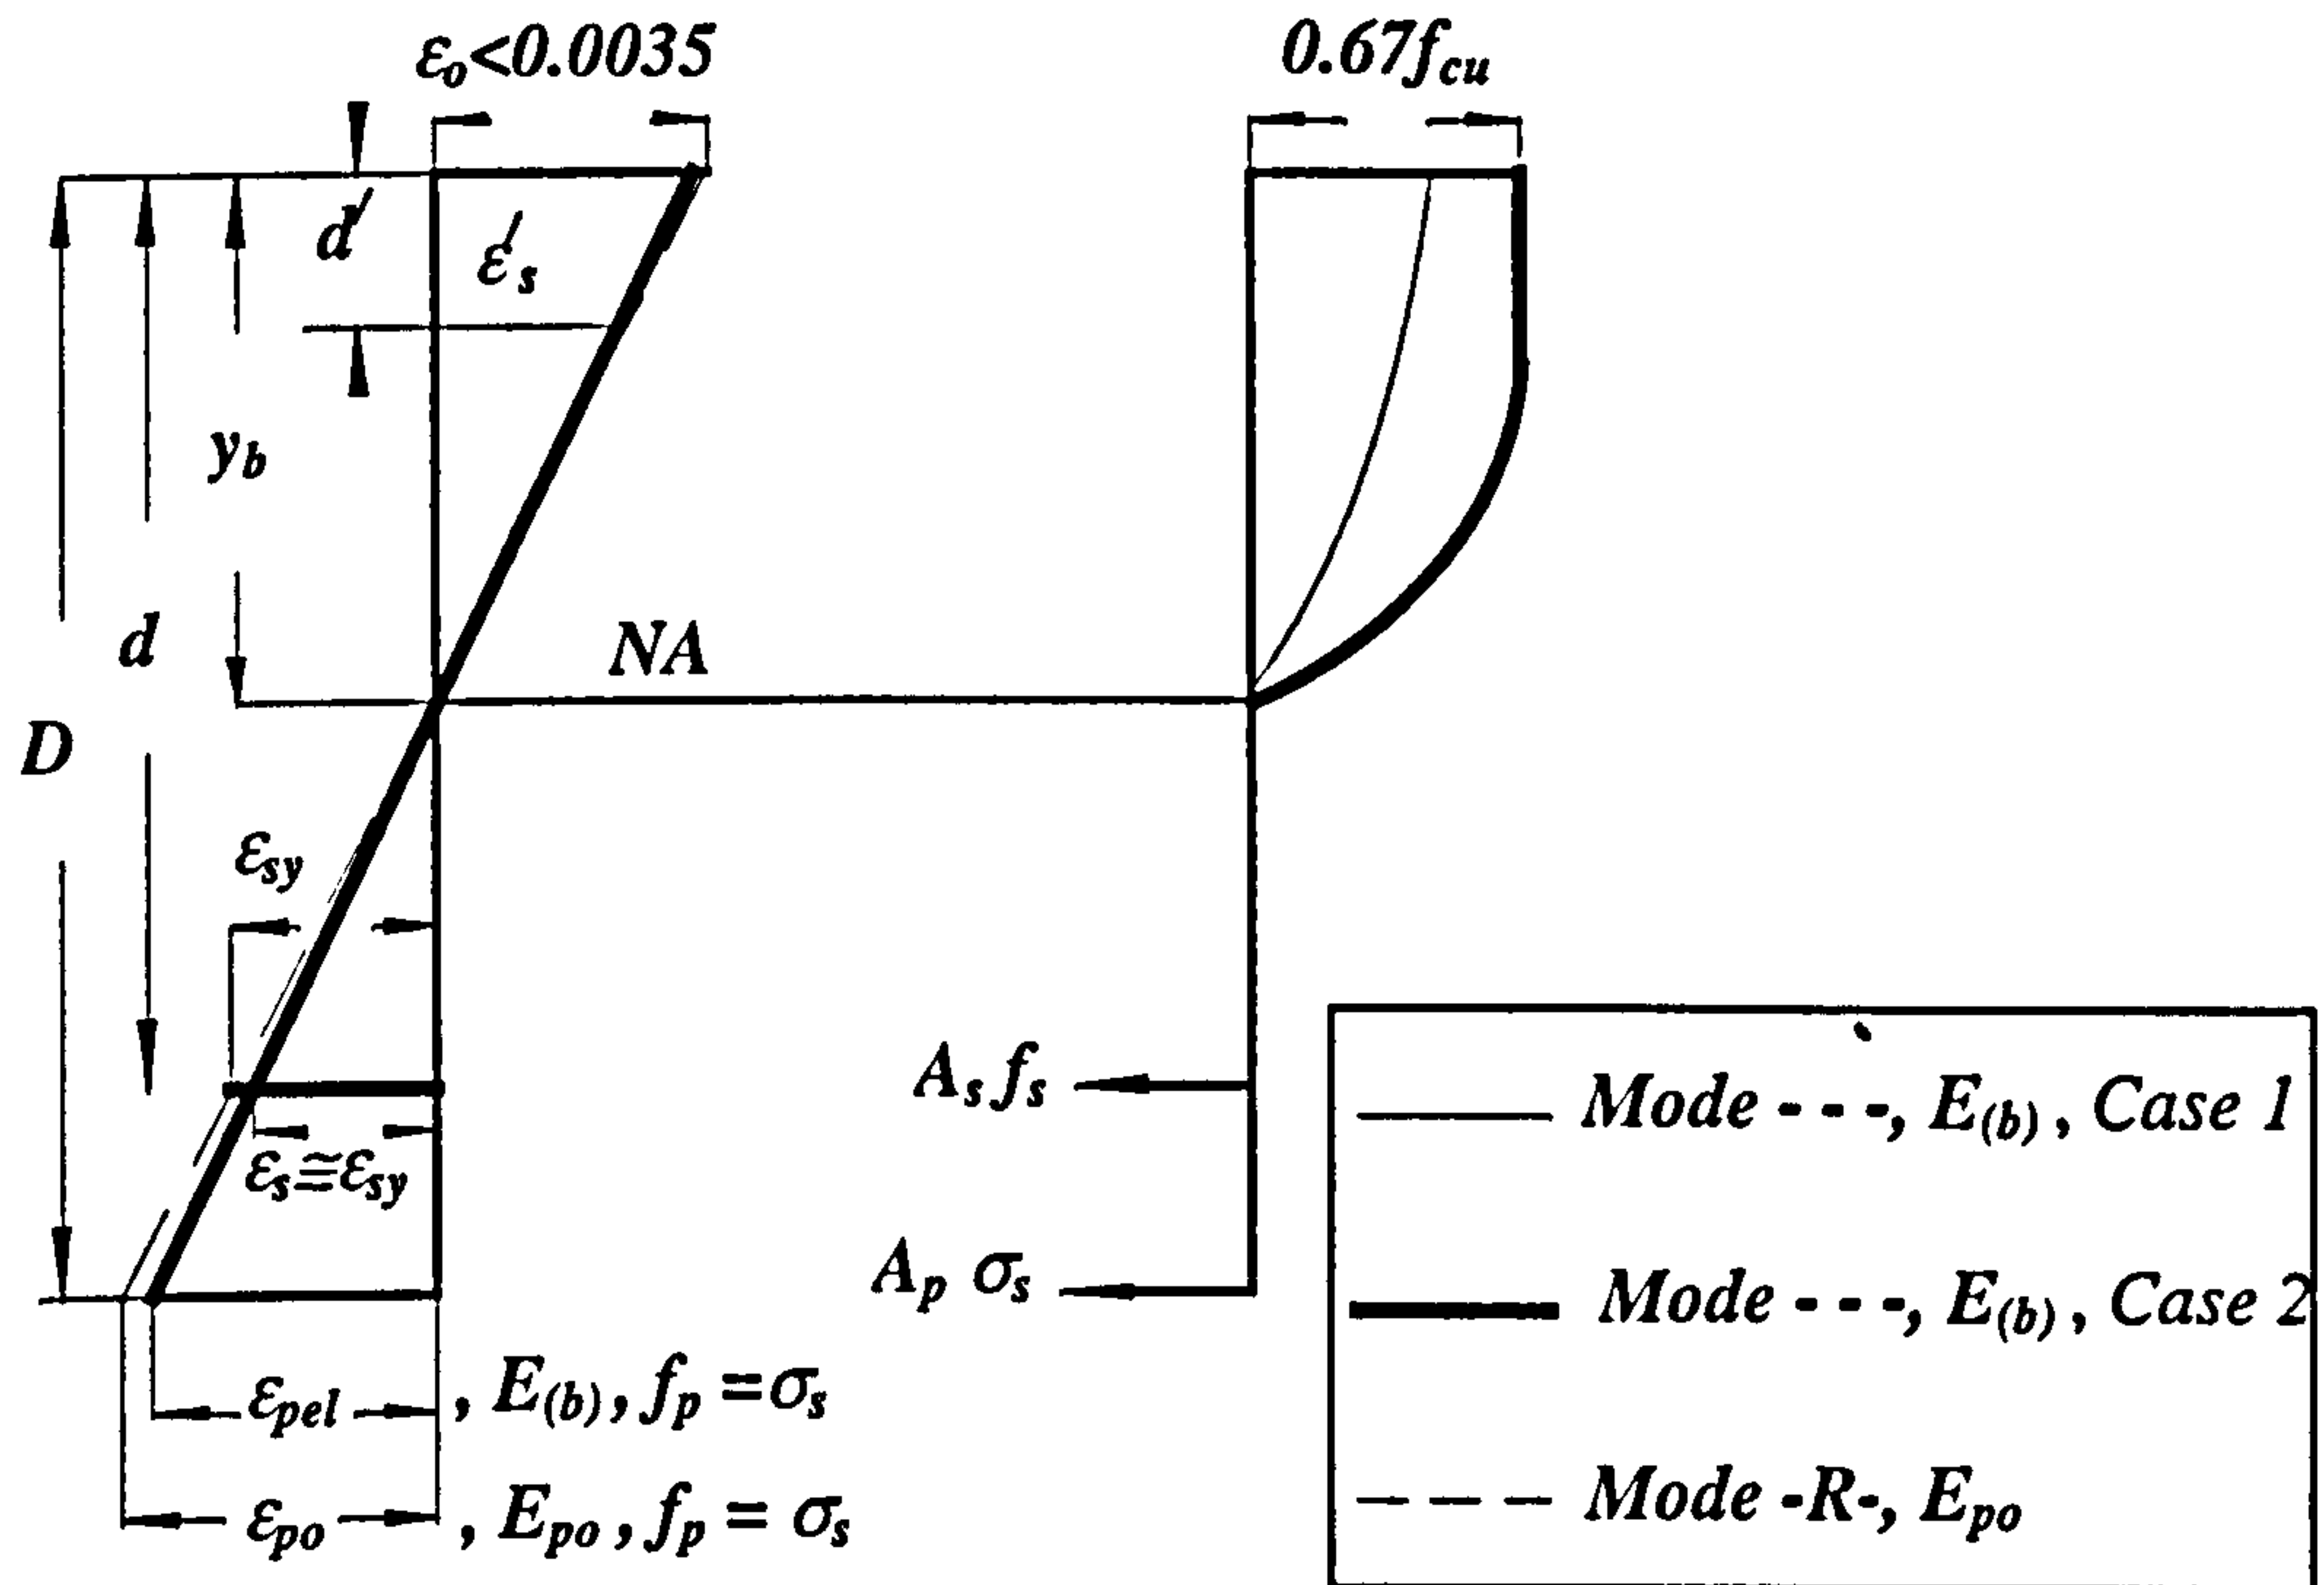 εₒ<0.0035
0.67f_cu
d′
ε′_s
y_b
d
NA
D
ε_sy
A_s f_s
ε_s≅ε_sy
A_p σ_s
ε_pel , E_(b) , f_p =σ_s
ε_po , E_po , f_p = σ_s
Mode - - -, E_(b) , Case 1
Mode - - -, E_(b) , Case 2
Mode -R-, E_po